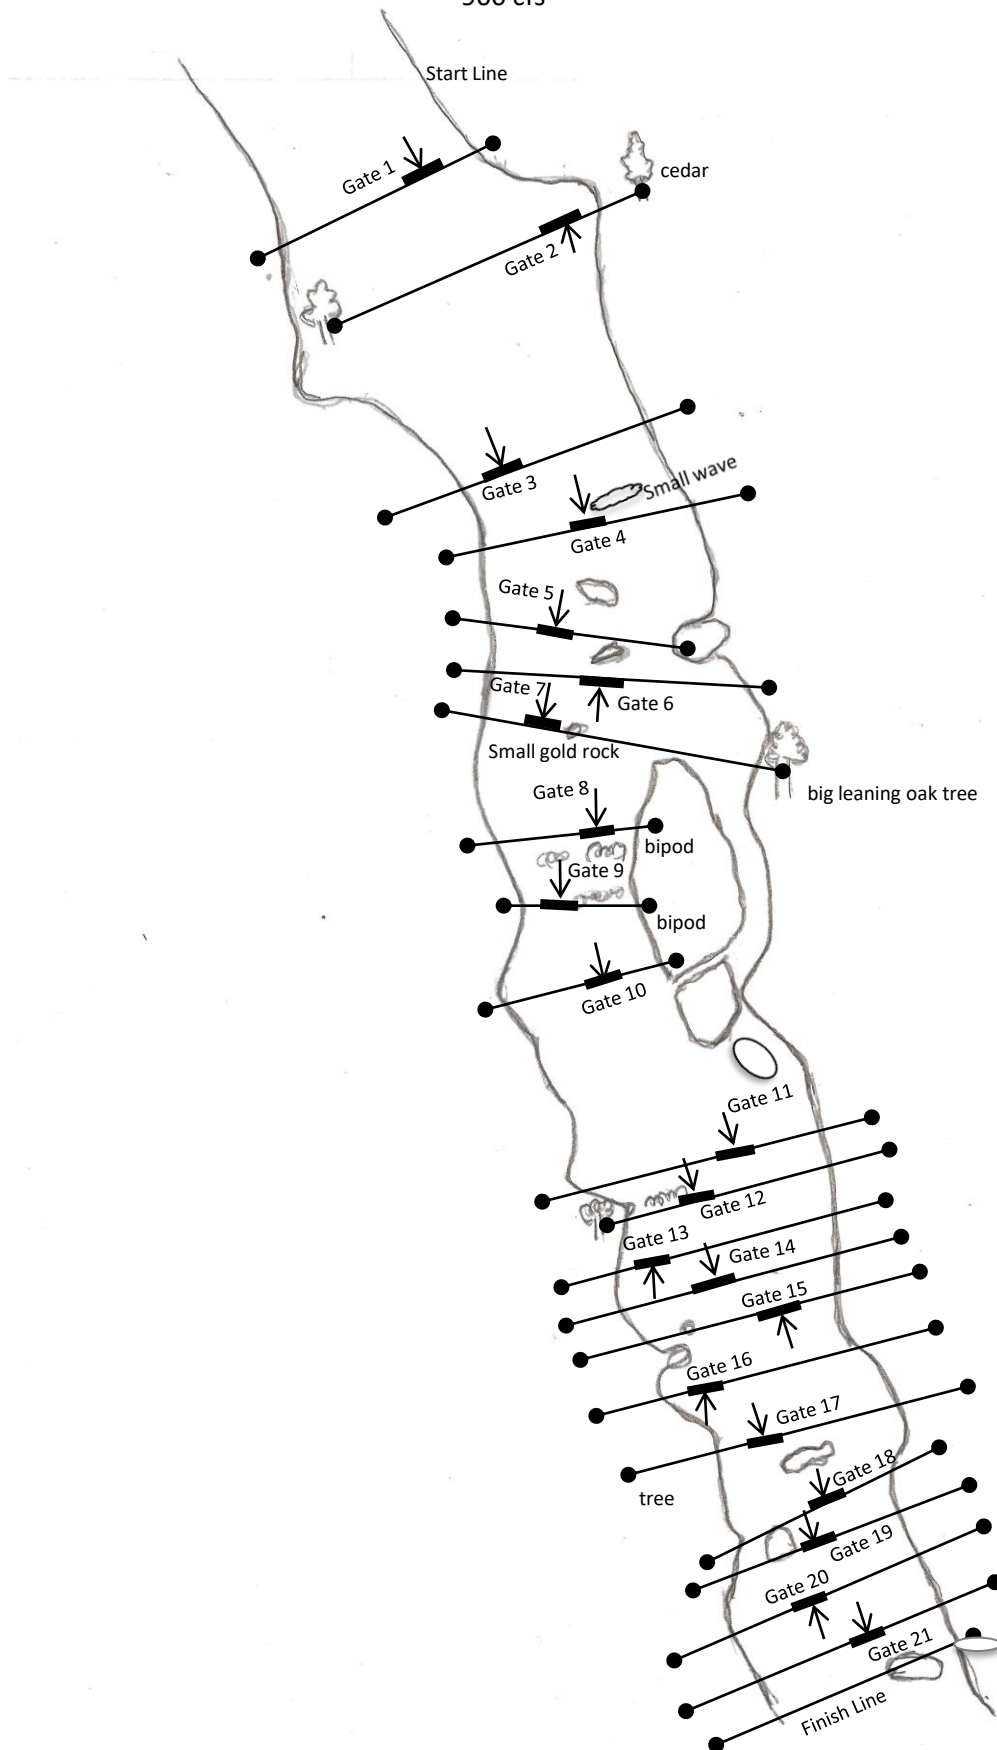 900 cfs
Start Line
Gate 1
cedar
Gate 2
Gate 3
Small wave
Gate 4
Gate 5
Gate 7
Gate 6
Small gold rock
big leaning oak tree
Gate 8
bipod
Gate 9
bipod
Gate 10
Gate 11
Gate 12
Gate 13
Gate 14
Gate 15
Gate 16
Gate 17
Gate 18
tree
Gate 19
Gate 20
Gate 21
Finish Line